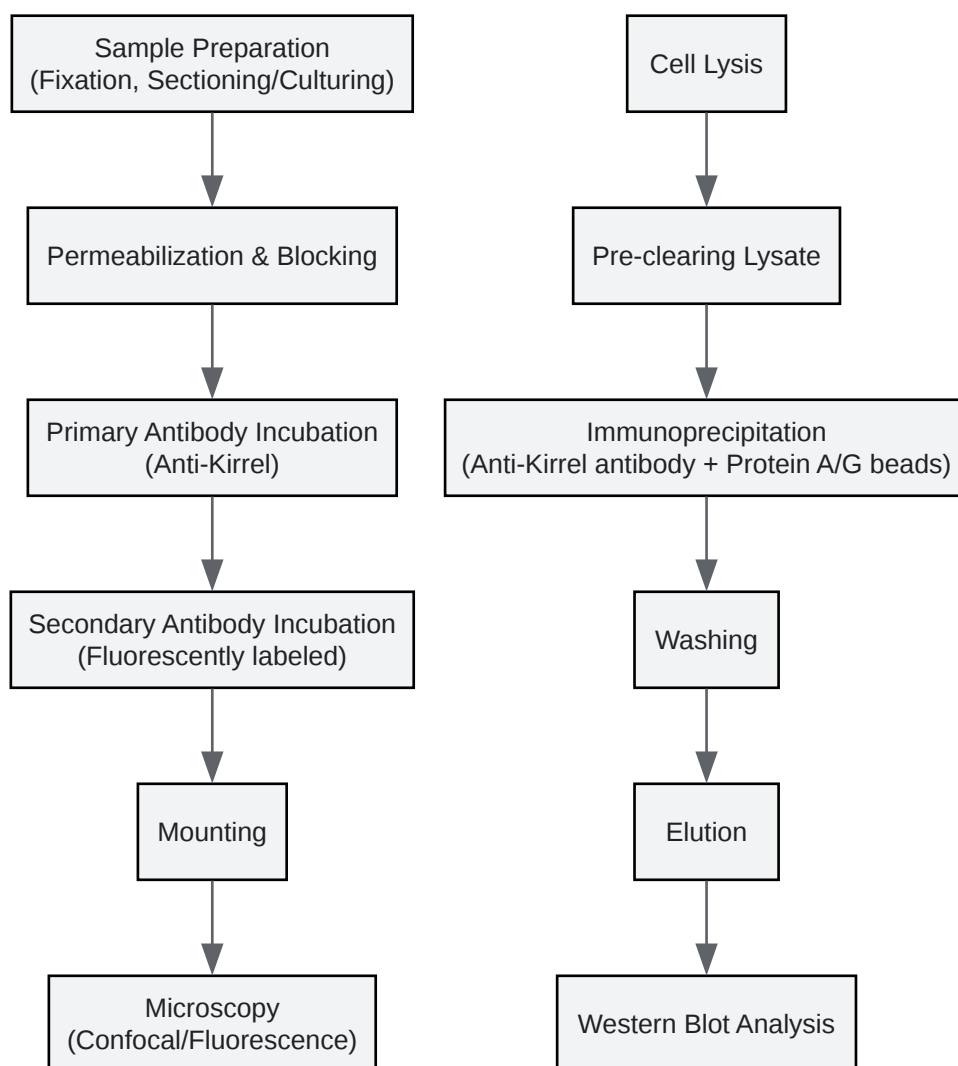 Sample Preparation
(Fixation, Sectioning/Culturing)
Permeabilization & Blocking
Primary Antibody Incubation
(Anti-Kirrel)
Secondary Antibody Incubation
(Fluorescently labeled)
Mounting
Microscopy
(Confocal/Fluorescence)
Cell Lysis
Pre-clearing Lysate
Immunoprecipitation
(Anti-Kirrel antibody + Protein A/G beads)
Washing
Elution
Western Blot Analysis